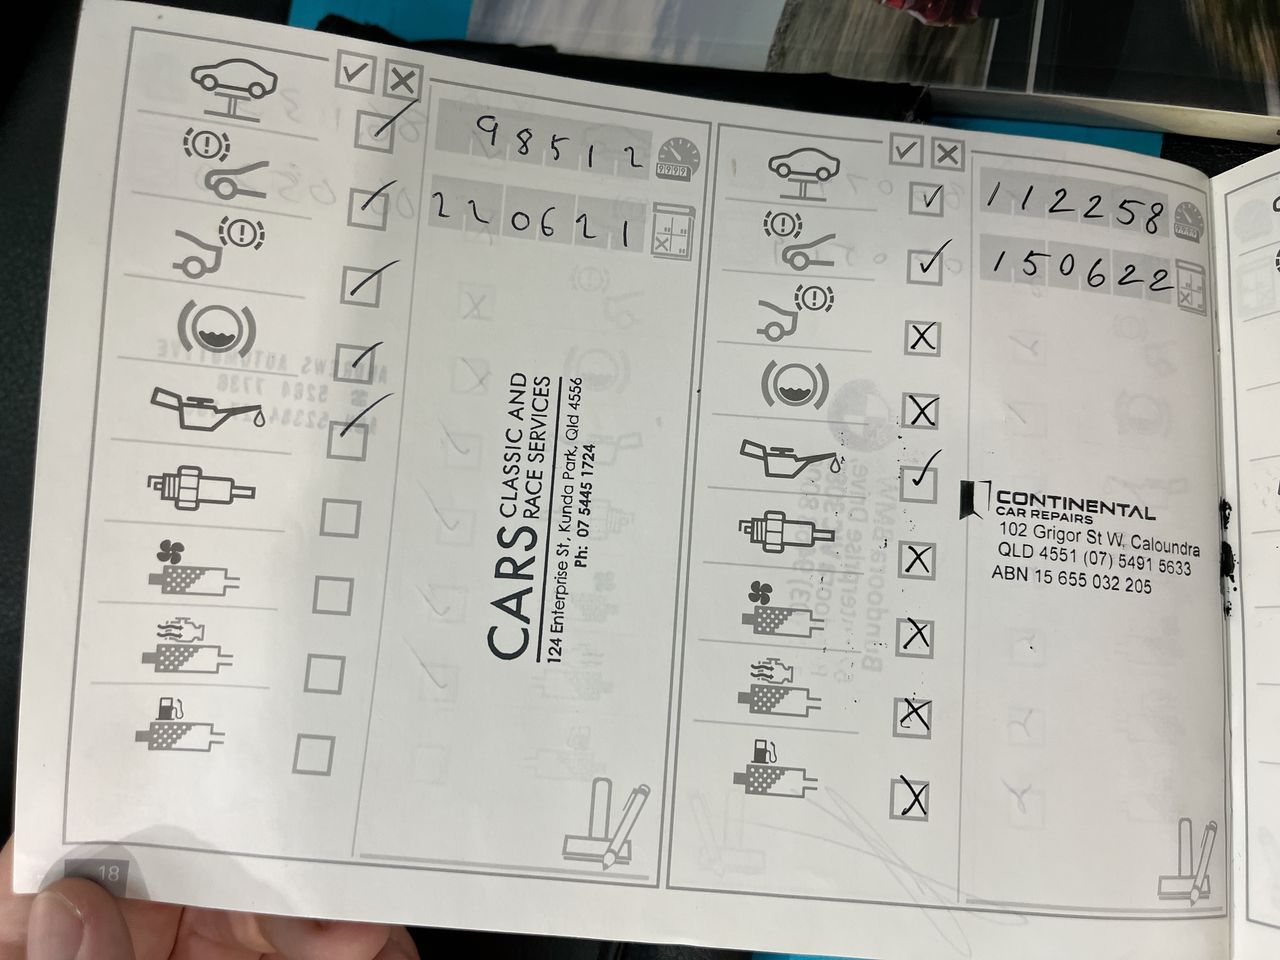 98512
220621
CARS CLASSIC AND
RACE SERVICES
124 Enterprise St, Kunda Park, Qld 4556
Ph: 07 5445 1724
18
112258
150622
CONTINENTAL
CAR REPAIRS
102 Grigor St W, Caloundra
QLD 4551 (07) 5491 5633
ABN 15 655 032 205